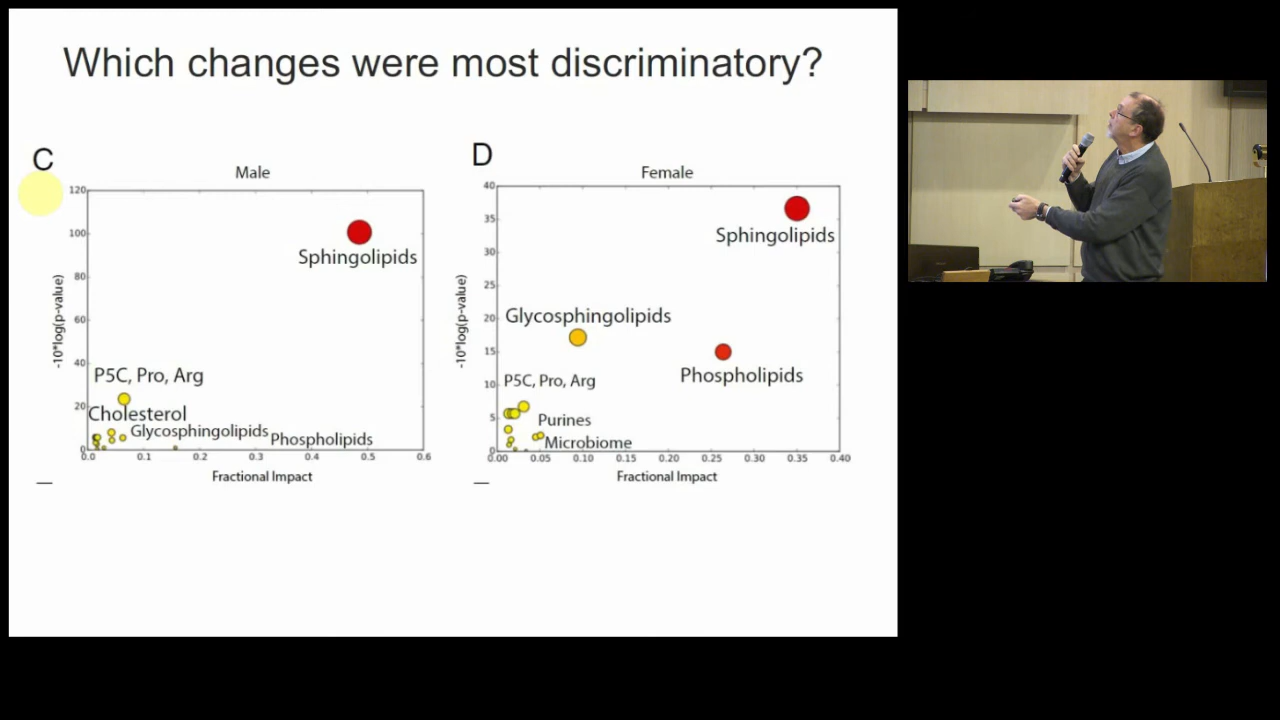 Which changes were most discriminatory?
C
Male
120
100
80
60
40
20
0
-10*log(p-value)
Sphingolipids
P5C, Pro, Arg
Cholesterol
Glycosphingolipids
Phospholipids
0.0 0.1 0.2 0.3 0.4 0.5 0.6
Fractional Impact
D
Female
40
35
30
25
20
15
10
5
0
-10*log(p-value)
Sphingolipids
Glycosphingolipids
Phospholipids
P5C, Pro, Arg
Purines
Microbiome
0.00 0.05 0.10 0.15 0.20 0.25 0.30 0.35 0.40
Fractional Impact